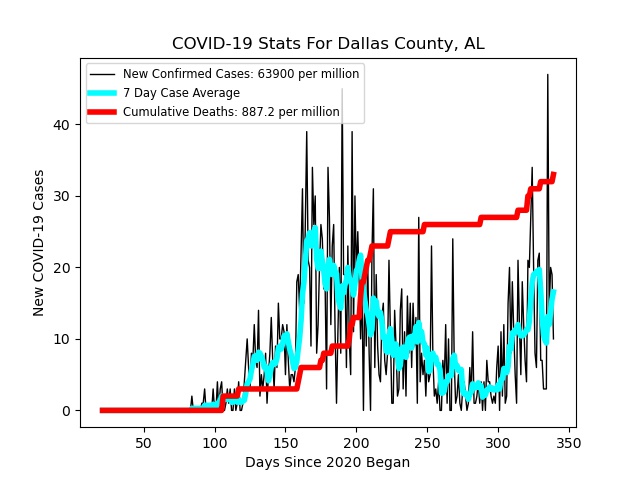 COVID-19 Stats For Dallas County, AL
New Confirmed Cases: 63900 per million
7 Day Case Average
Cumulative Deaths: 887.2 per million
New COVID-19 Cases
40
30
20
10
0
50 100 150 200 250 300 350
Days Since 2020 Began